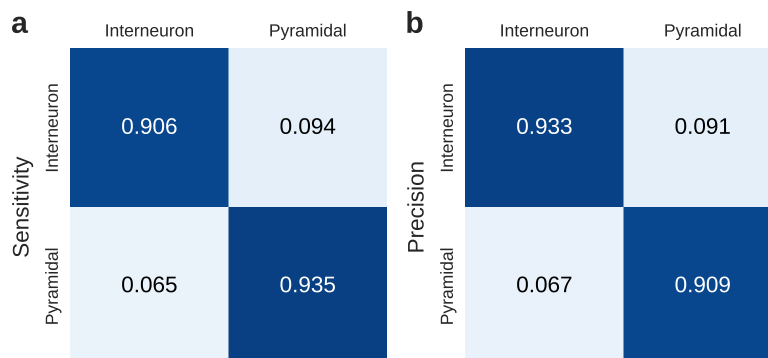 a
Interneuron Pyramidal
Sensitivity
Interneuron
0.906 0.094
Pyramidal
0.065 0.935
b
Interneuron Pyramidal
Precision
Interneuron
0.933 0.091
Pyramidal
0.067 0.909